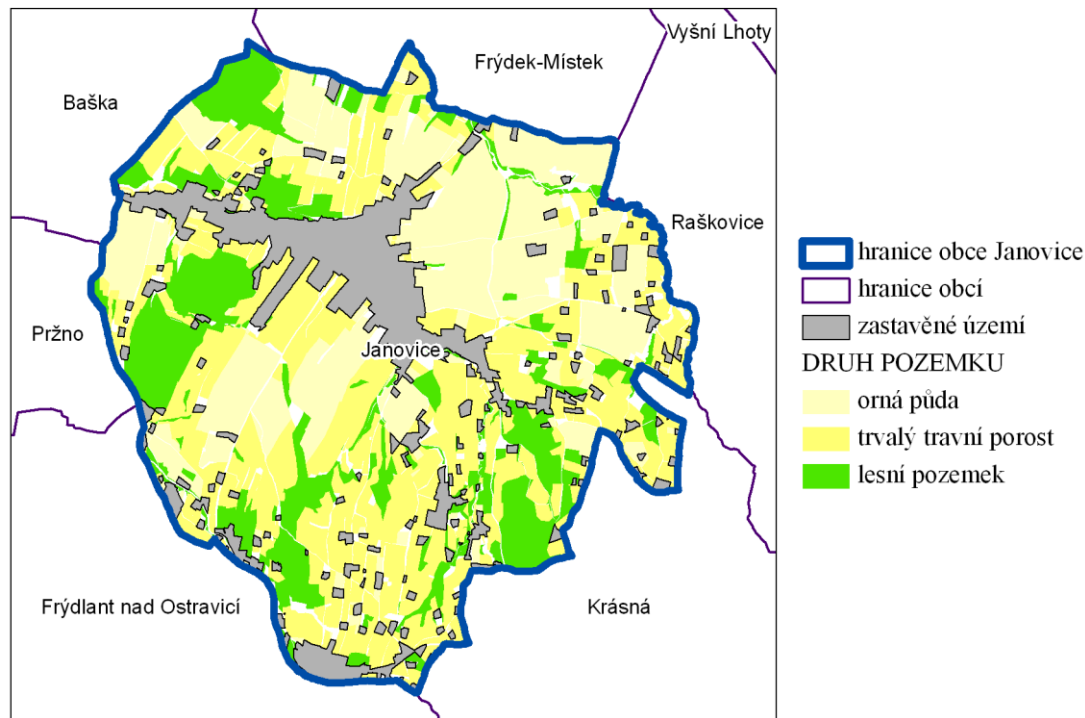 Vyšní Lhoty
Frýdek-Místek
Baška
Raškovice
Pržno
Janovice
Frýdlant nad Ostravicí
Krásná
hranice obce Janovice
hranice obcí
zastavěné území
DRUH POZEMKU
orná půda
trvalý travní porost
lesní pozemek